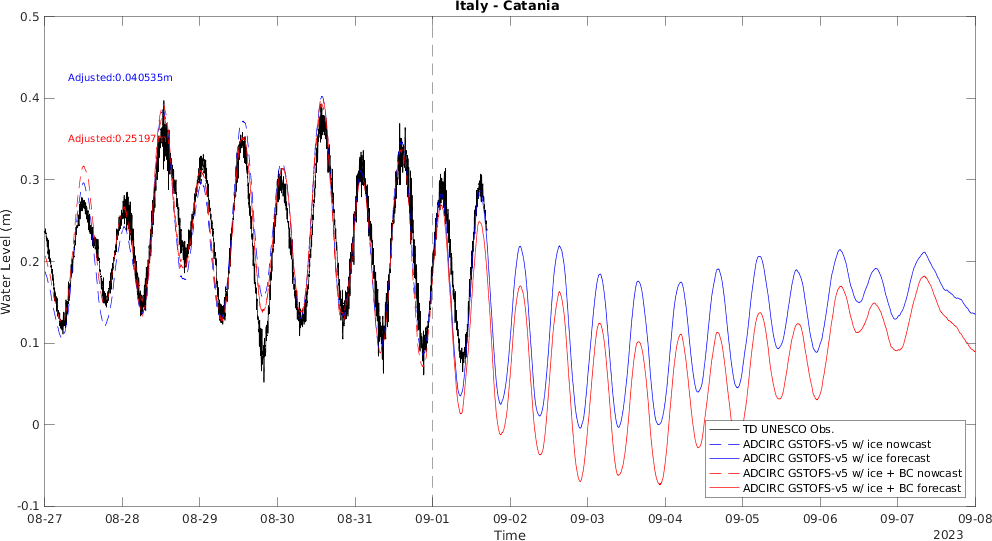 Italy - Catania
Water Level (m)
0.5
0.4
0.3
0.2
0.1
0
-0.1
Adjusted:0.040535m
Adjusted:0.25197
TD UNESCO Obs.
ADCIRC GSTOFS-v5 w/ ice nowcast
ADCIRC GSTOFS-v5 w/ ice forecast
ADCIRC GSTOFS-v5 w/ ice + BC nowcast
ADCIRC GSTOFS-v5 w/ ice + BC forecast
08-27 08-28 08-29 08-30 08-31 09-01 09-02 09-03 09-04 09-05 09-06 09-07 09-08
Time
2023